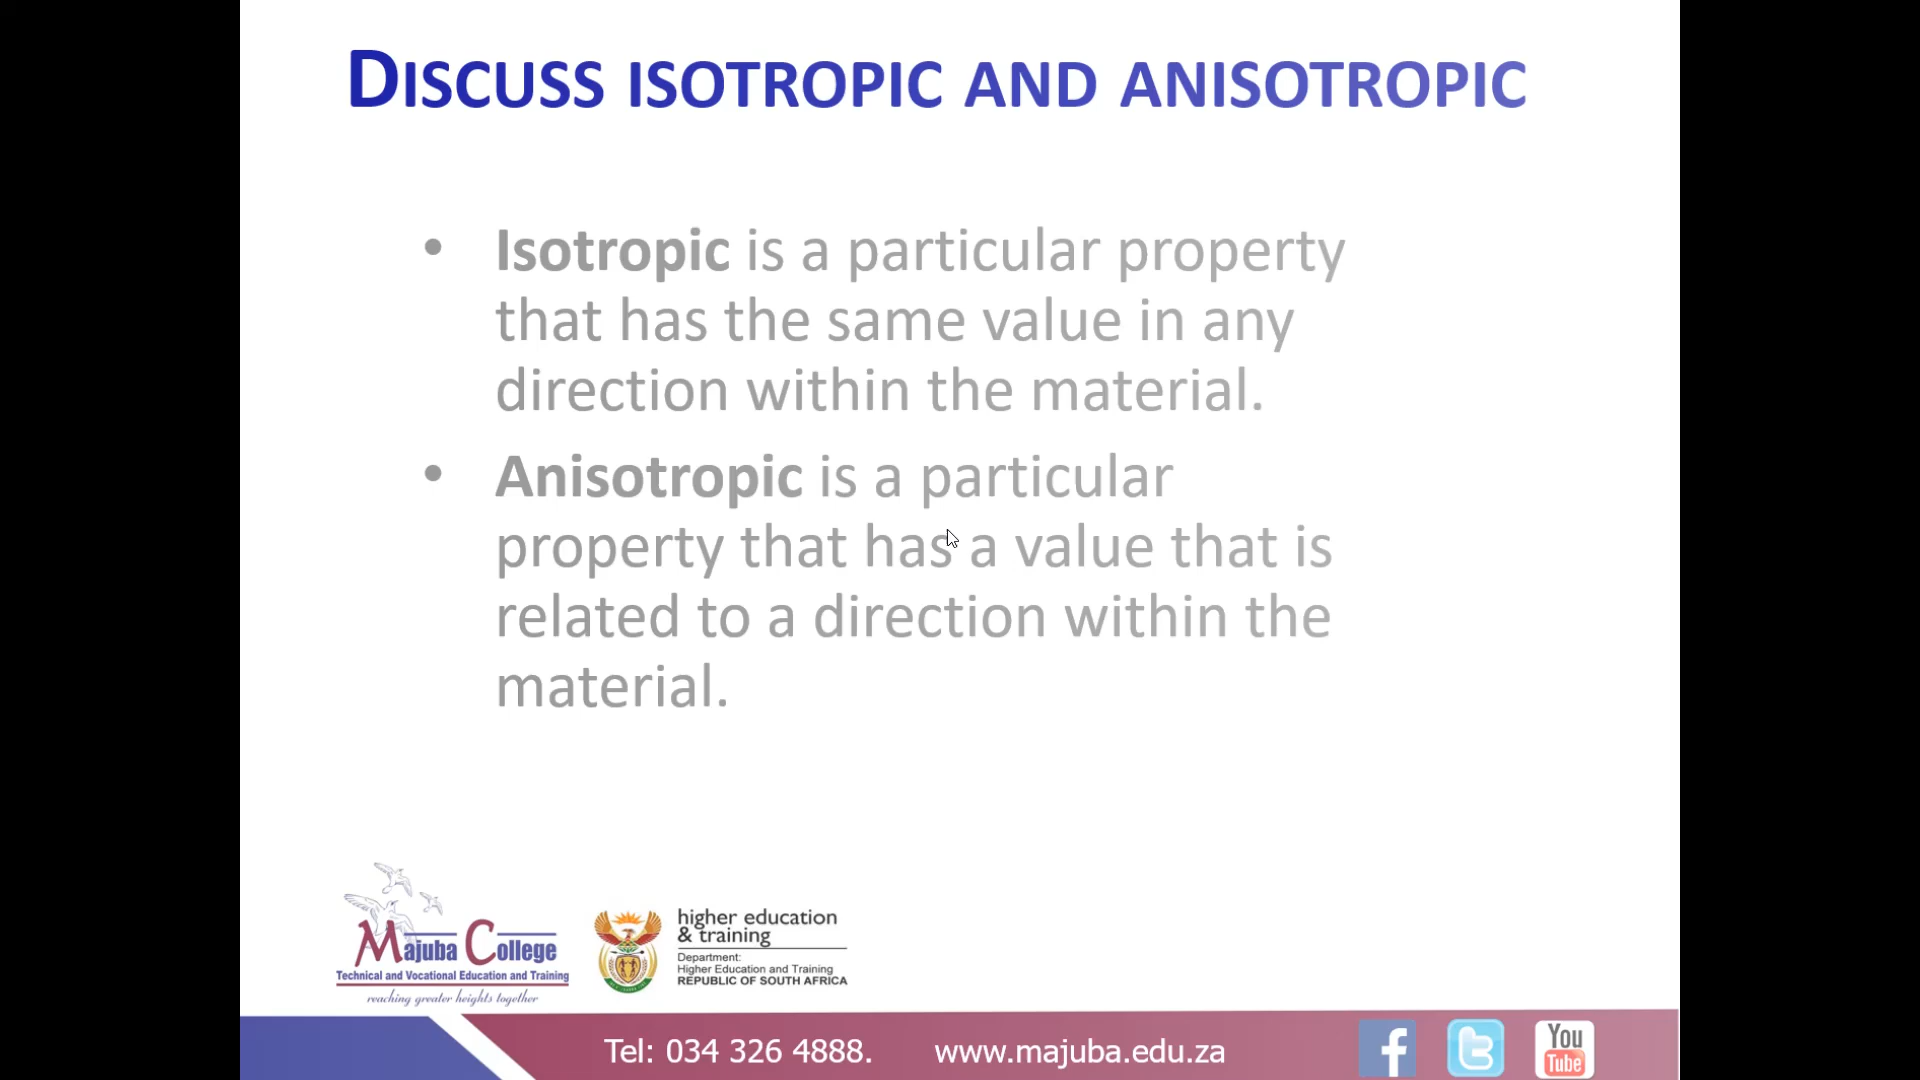 DISCUSS ISOTROPIC AND ANISOTROPIC
• Isotropic is a particular property
that has the same value in any
direction within the material.
• Anisotropic is a particular
property that has a value that is
related to a direction within the
material.
Majuba College
Technical and Vocational Education and Training
reaching greater heights together
higher education
& training
Department:
Higher Education and Training
REPUBLIC OF SOUTH AFRICA
Tel: 034 326 4888. www.majuba.edu.za
You
Tube